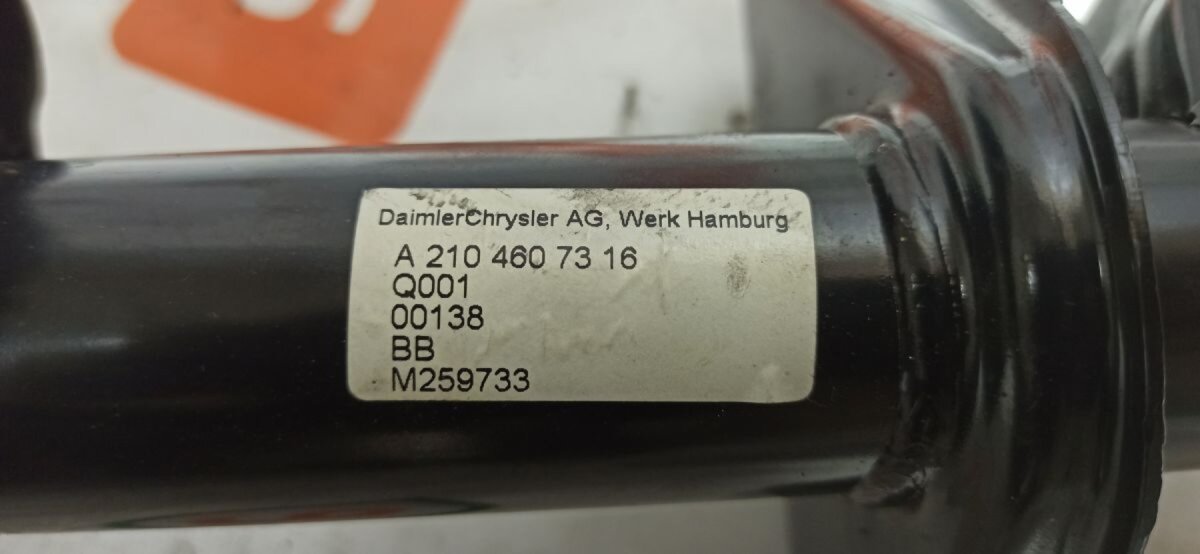 DaimlerChrysler AG, Werk Hamburg
A 210 460 73 16
Q001
00138
BB
M259733